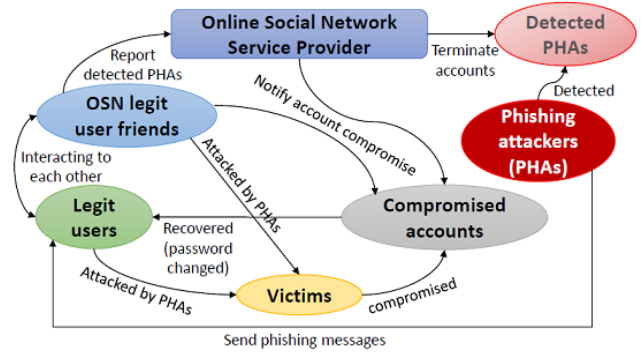 Online Social Network
Service Provider
Detected
PHAs
Terminate
accounts
Report
detected PHAs
Detected
OSN legit
user friends
Notify account compromise
Phishing
attackers
(PHAs)
Interacting to
each other
Attacked by PHAs
Legit
users
Recovered
(password
changed)
Compromised
accounts
Attacked by PHAs
Victims
compromised
Send phishing messages